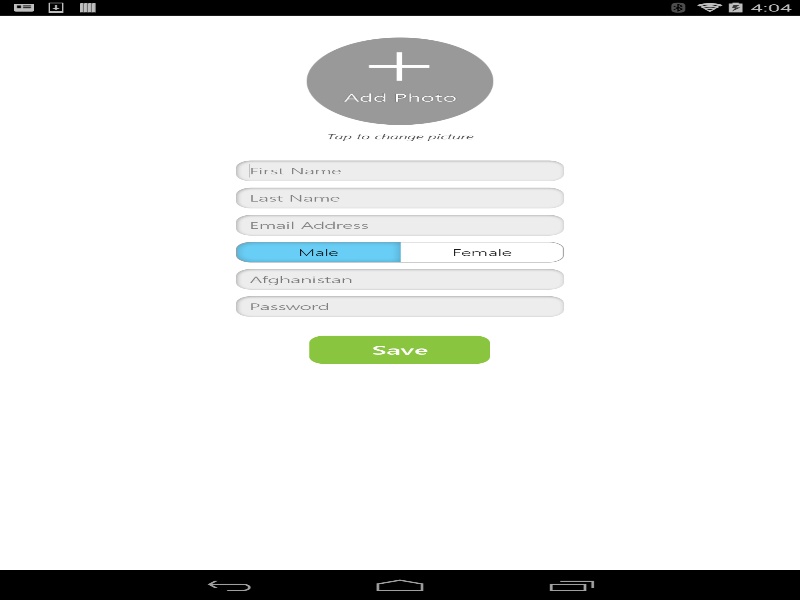 4:04
Add Photo
Tap to change picture
First Name
Last Name
Email Address
Male Female
Afghanistan
Password
Save